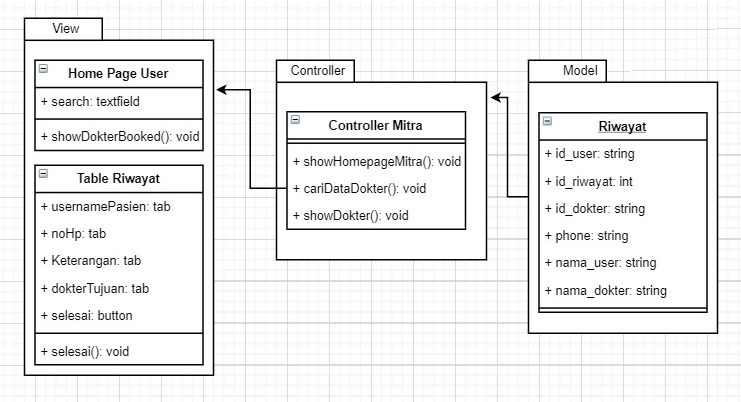 View
Home Page User
+ search: textfield
+ showDokterBooked(): void
Table Riwayat
+ usernamePasien: tab
+ noHp: tab
+ Keterangan: tab
+ dokterTujuan: tab
+ selesai: button
+ selesai(): void
Controller
Controller Mitra
+ showHomepageMitra(): void
+ cariDataDokter(): void
+ showDokter(): void
Model
Riwayat
+ id_user: string
+ id_riwayat: int
+ id_dokter: string
+ phone: string
+ nama_user: string
+ nama_dokter: string